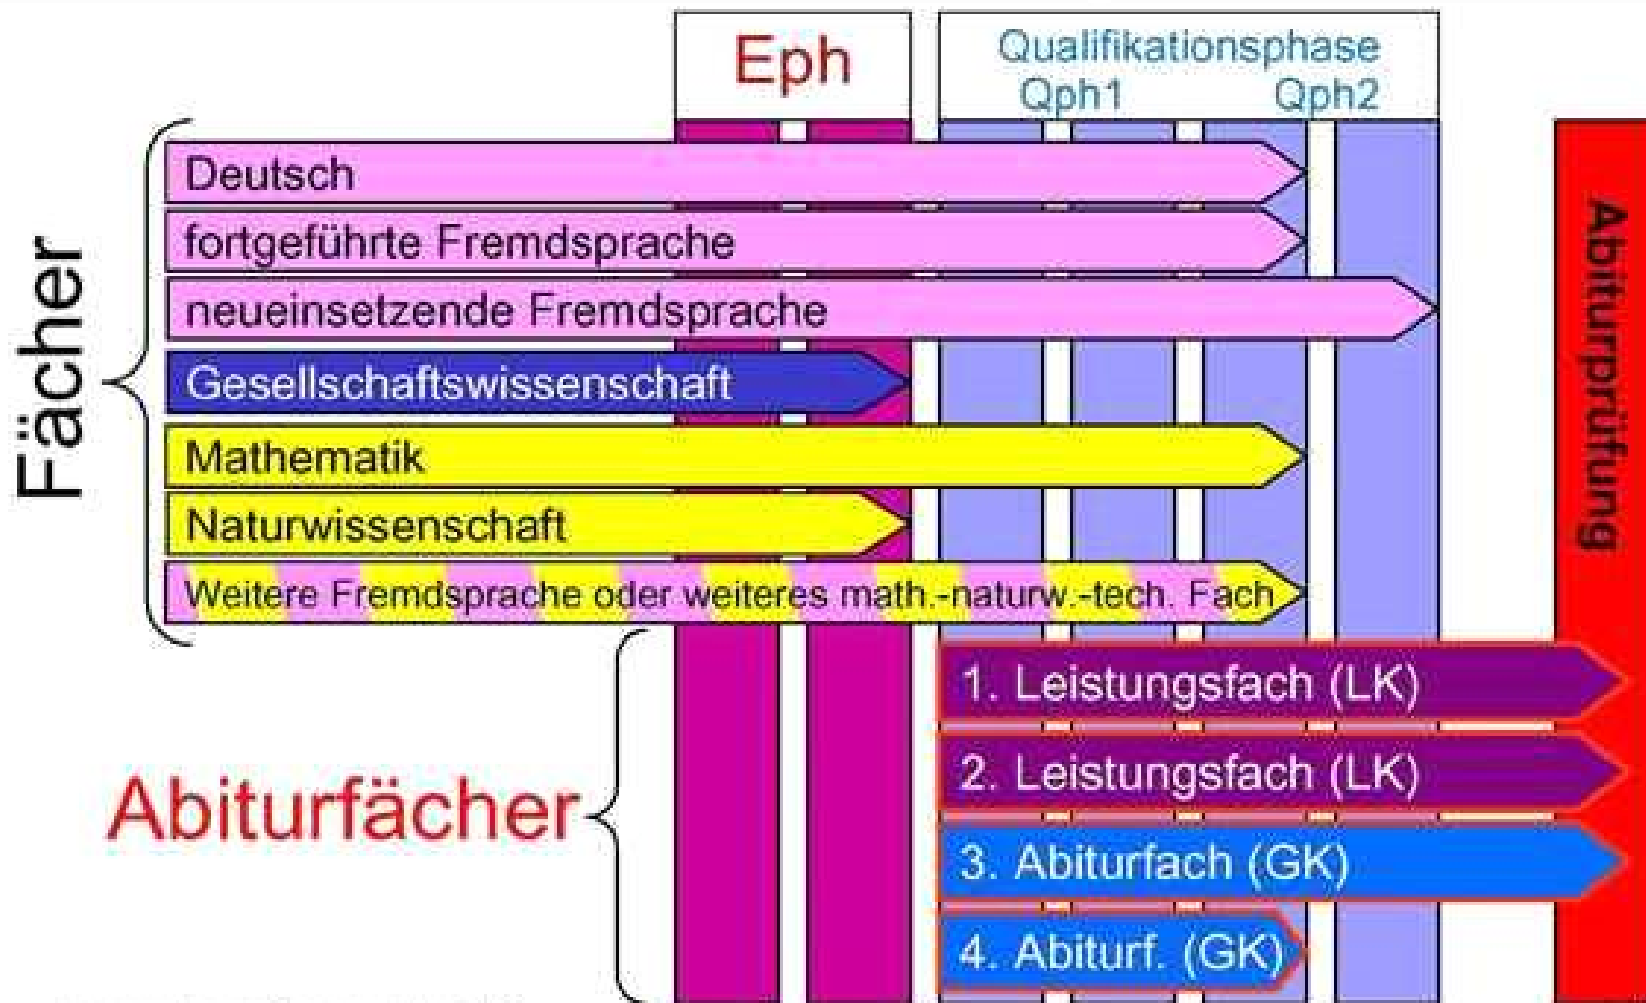 Eph
Qualifikationsphase
Qph1 Qph2
Fächer
Deutsch
fortgeführte Fremdsprache
neueinsetzende Fremdsprache
Gesellschaftswissenschaft
Mathematik
Naturwissenschaft
Weitere Fremdsprache oder weiteres math.-naturw.-tech. Fach
Abiturprüfung
Abiturfächer
1. Leistungsfach (LK)
2. Leistungsfach (LK)
3. Abiturfach (GK)
4. Abiturf. (GK)